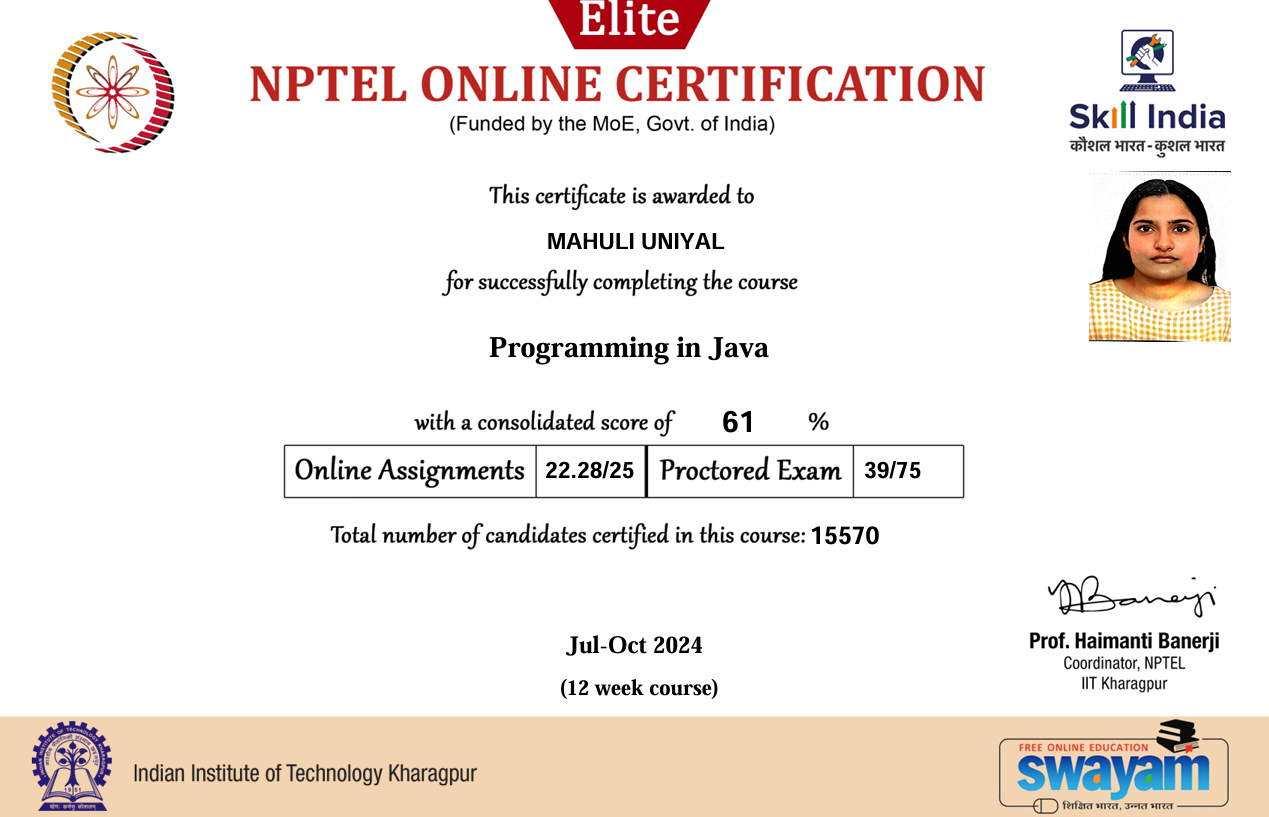 Elite
NPTEL ONLINE CERTIFICATION
(Funded by the MoE, Govt. of India)
Skill India
कौशल भारत - कुशल भारत
This certificate is awarded to
MAHULI UNIYAL
for successfully completing the course
Programming in Java
with a consolidated score of 61 %
Online Assignments 22.28/25 Proctored Exam 39/75
Total number of candidates certified in this course: 15570
Banerji
Prof. Haimanti Banerji
Coordinator, NPTEL
IIT Kharagpur
Jul-Oct 2024
(12 week course)
Indian Institute of Technology Kharagpur
1951
FREE ONLINE EDUCATION
swayam
शिक्षित भारत, उन्नत भारत